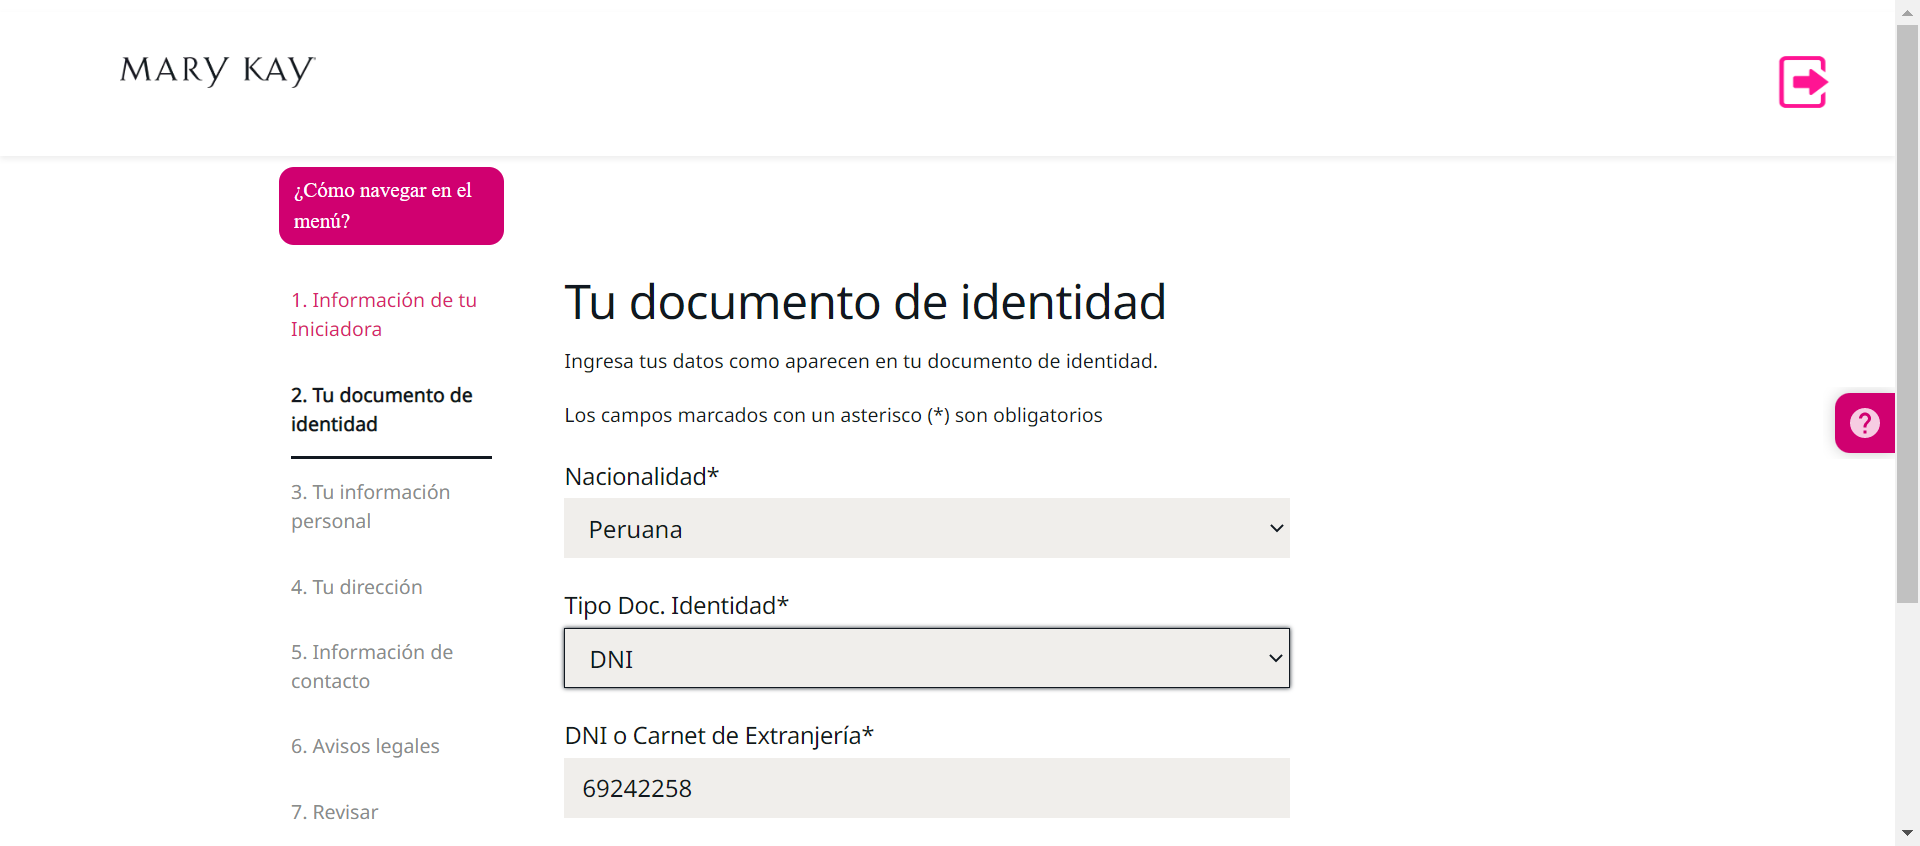 MARY KAY
¿Cómo navegar en el
menú?
1. Información de tu
Iniciadora
2. Tu documento de
identidad
3. Tu información
personal
4. Tu dirección
5. Información de
contacto
6. Avisos legales
7. Revisar
Tu documento de identidad
Ingresa tus datos como aparecen en tu documento de identidad.
Los campos marcados con un asterisco (*) son obligatorios
Nacionalidad*
Peruana
Tipo Doc. Identidad*
DNI
DNI o Carnet de Extranjería*
69242258
?